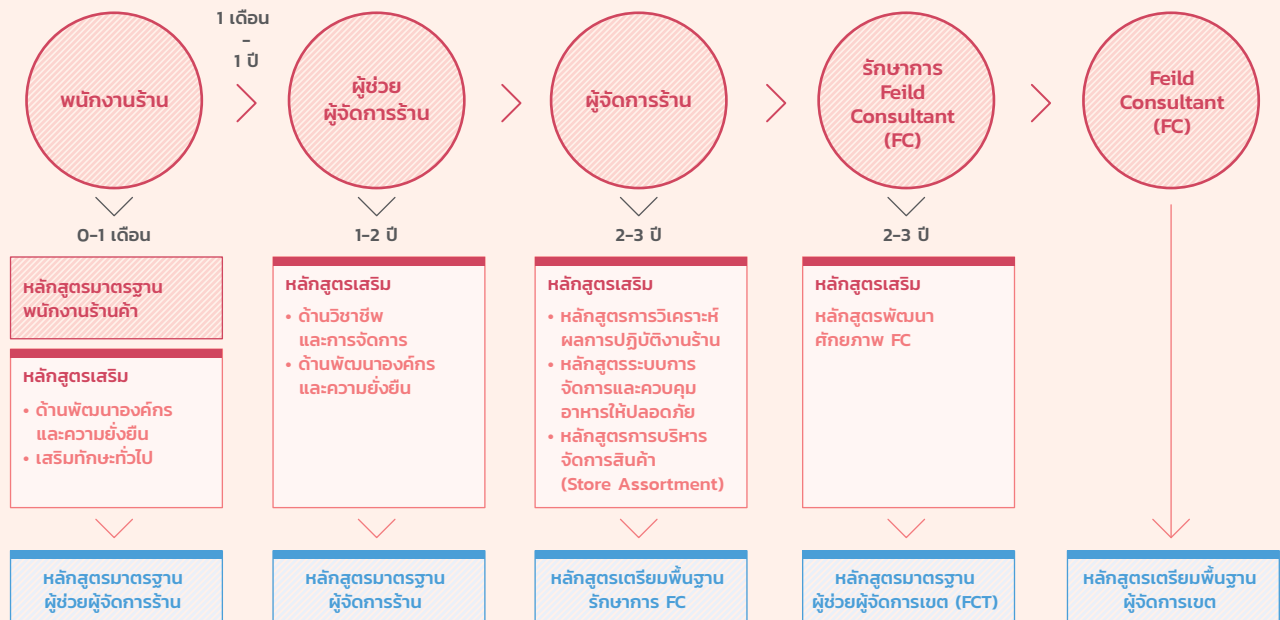 พนักงานร้าน
1 เดือน
-
1 ปี
ผู้ช่วย
ผู้จัดการร้าน
ผู้จัดการร้าน
รักษาการ
Feild
Consultant
(FC)
Feild
Consultant
(FC)
0-1 เดือน
1-2 ปี
2-3 ปี
2-3 ปี
หลักสูตรมาตรฐาน
พนักงานร้านค้า
หลักสูตรเสริม
• ด้านพัฒนาองค์กร
และความยั่งยืน
• เสริมทักษะทั่วไป
หลักสูตรเสริม
• ด้านวิชาชีพ
และการจัดการ
• ด้านพัฒนาองค์กร
และความยั่งยืน
หลักสูตรเสริม
• หลักสูตรการวิเคราะห์
ผลการปฏิบัติงานร้าน
• หลักสูตรระบบการ
จัดการและควบคุม
อาหารให้ปลอดภัย
• หลักสูตรการบริหาร
จัดการสินค้า
(Store Assortment)
หลักสูตรเสริม
หลักสูตรพัฒนา
ศักยภาพ FC
หลักสูตรมาตรฐาน
ผู้ช่วยผู้จัดการร้าน
หลักสูตรมาตรฐาน
ผู้จัดการร้าน
หลักสูตรเตรียมพื้นฐาน
รักษาการ FC
หลักสูตรมาตรฐาน
ผู้ช่วยผู้จัดการเขต (FCT)
หลักสูตรเตรียมพื้นฐาน
ผู้จัดการเขต